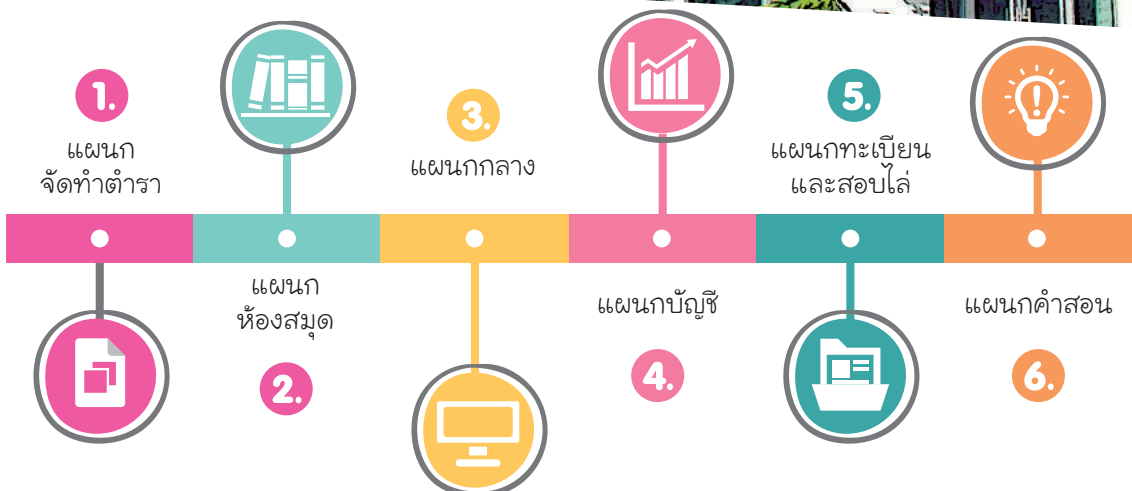 1.
แผนก
จัดทำตำรา
แผนก
ห้องสมุด
2.
3.
แผนกกลาง
แผนกบัญชี
4.
5.
แผนกทะเบียน
และสอบไล่
แผนกคำสอน
6.